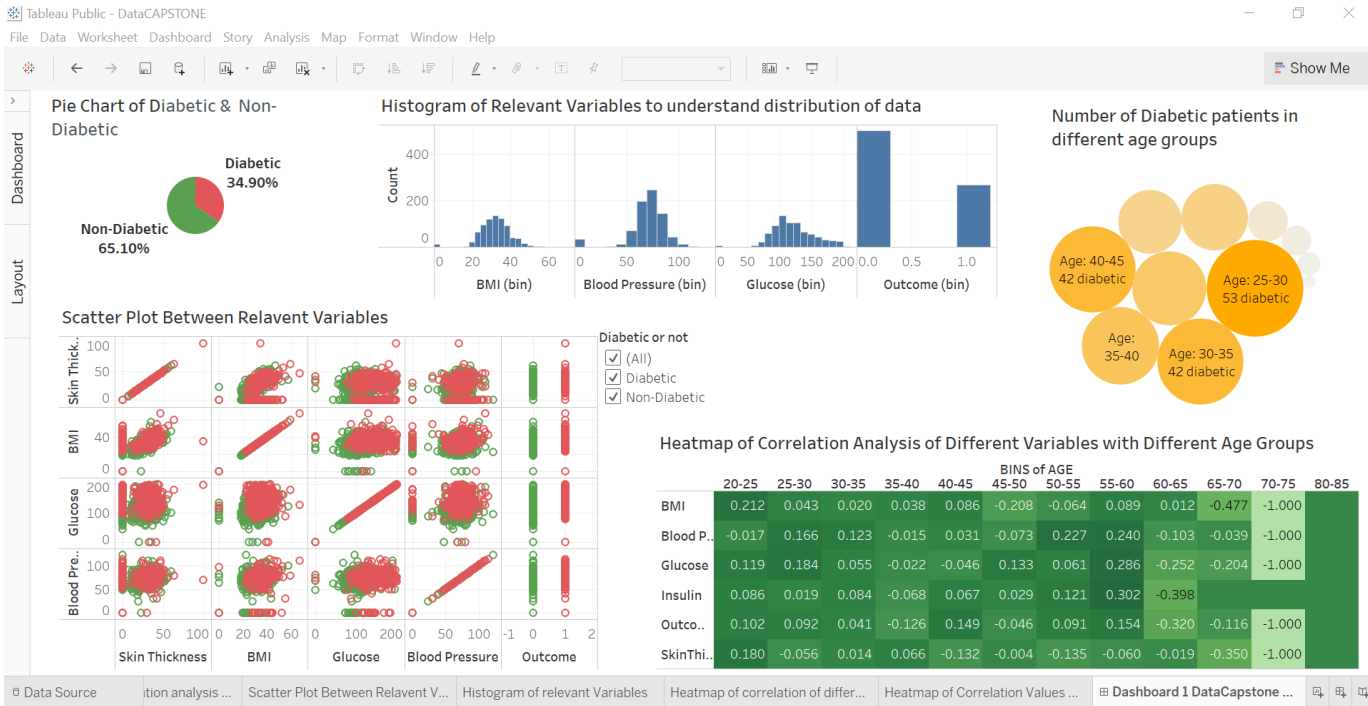 Tableau Public - DataCAPSTONE
File Data Worksheet Dashboard Story Analysis Map Format Window Help
Show Me
Dashboard
Layout
Pie Chart of Diabetic & Non-
Diabetic
Diabetic
34.90%
Non-Diabetic
65.10%
Histogram of Relevant Variables to understand distribution of data
Count
400
200
0
0 20 40 60
0 50 100
0 50 100 150 200
0.0 0.5 1.0
BMI (bin) Blood Pressure (bin) Glucose (bin) Outcome (bin)
Number of Diabetic patients in
different age groups
Age: 40-45
42 diabetic
Age: 25-30
53 diabetic
Age:
35-40
Age: 30-35
42 diabetic
Scatter Plot Between Relavent Variables
Skin Thick..
100
50
0
BMI
40
0
Glucose
200
100
0
Blood Pre..
100
50
0
0 50 100
0 20 40 60
0 100 200
0 50 100
-1 0 1 2
Skin Thickness BMI Glucose Blood Pressure Outcome
Diabetic or not
(All)
Diabetic
Non-Diabetic
Heatmap of Correlation Analysis of Different Variables with Different Age Groups
BINS of AGE
20-25 25-30 30-35 35-40 40-45 45-50 50-55 55-60 60-65 65-70 70-75 80-85
BMI 0.212 0.043 0.020 0.038 0.086 -0.208 -0.064 0.089 0.012 -0.477 -1.000
Blood P.. -0.017 0.166 0.123 -0.015 0.031 -0.073 0.227 0.240 -0.103 -0.039 -1.000
Glucose 0.119 0.184 0.055 -0.022 -0.046 0.133 0.061 0.286 -0.252 -0.204 -1.000
Insulin 0.086 0.019 0.084 -0.068 0.067 0.029 0.121 0.302 -0.398
Outco.. 0.102 0.092 0.041 -0.126 0.149 -0.046 0.091 0.154 -0.320 -0.116 -1.000
SkinThi.. 0.180 -0.056 0.014 0.066 -0.132 -0.004 -0.135 -0.060 -0.019 -0.350 -1.000
Data Source tion analysis ... Scatter Plot Between Relavent V... Histogram of relevant Variables Heatmap of correlation of differ... Heatmap of Correlation Values ... Dashboard 1 DataCapstone ...